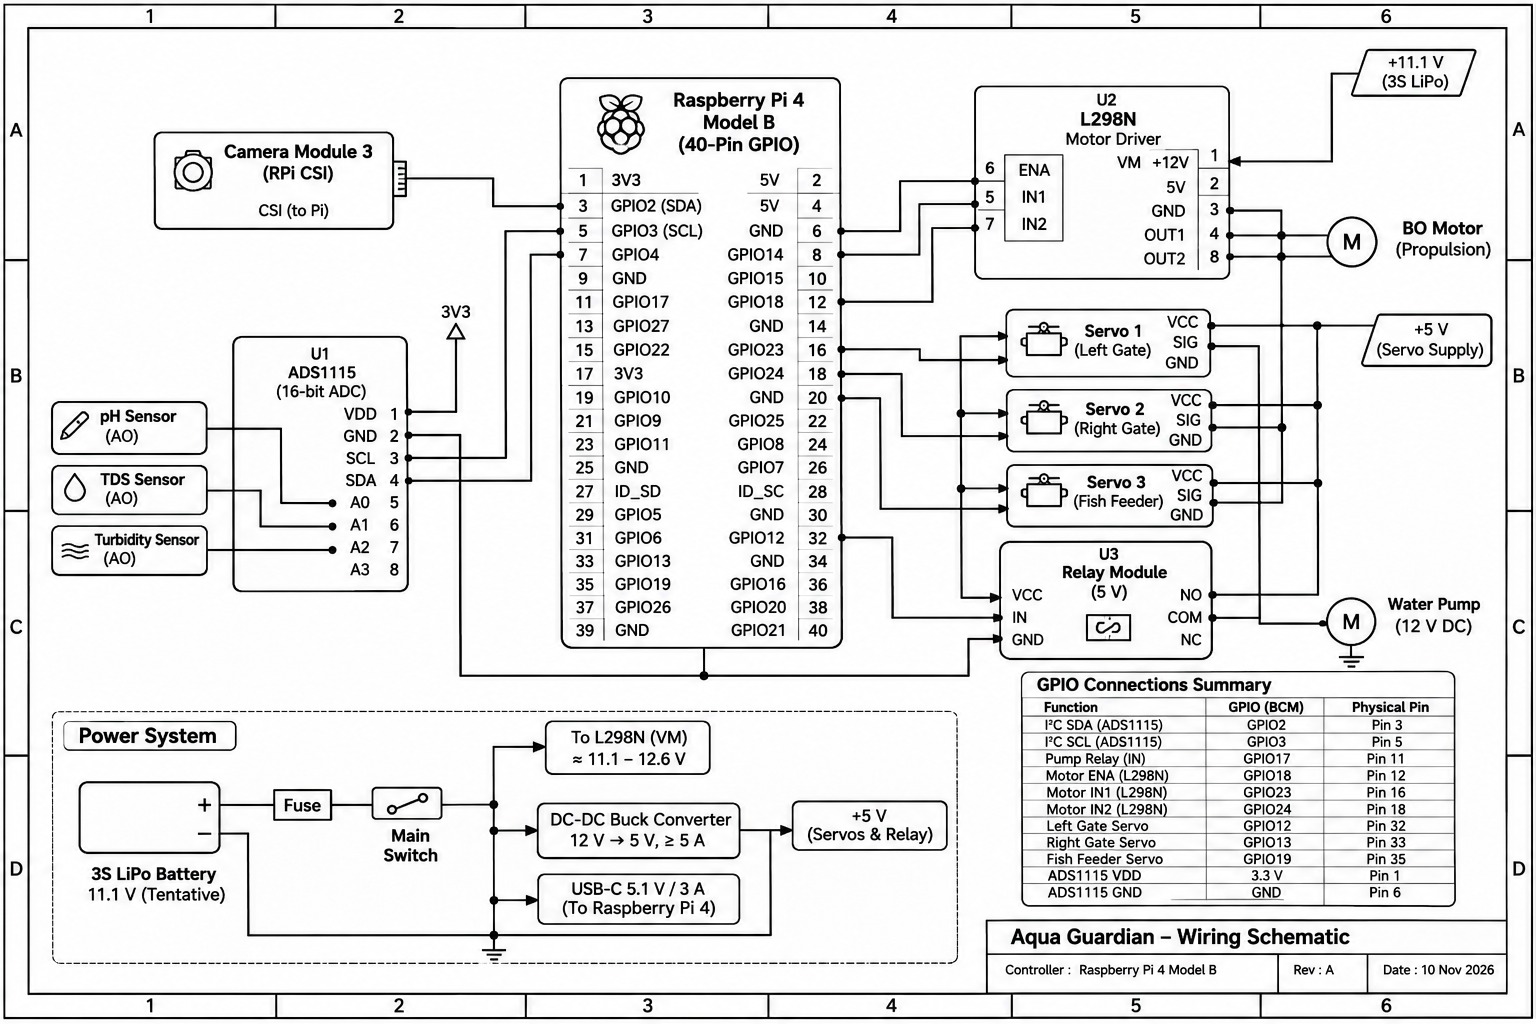 1 2 3 4 5 6
A
B
C
D
A
B
C
D
Camera Module 3
(RPi CSI)
CSI (to Pi)
Raspberry Pi 4
Model B
(40-Pin GPIO)
1 3V3 5V 2
3 GPIO2 (SDA) 5V 4
5 GPIO3 (SCL) GND 6
7 GPIO4 GPIO14 8
9 GND GPIO15 10
11 GPIO17 GPIO18 12
13 GPIO27 GND 14
15 GPIO22 GPIO23 16
17 3V3 GPIO24 18
19 GPIO10 GND 20
21 GPIO9 GPIO25 22
23 GPIO11 GPIO8 24
25 GND GPIO7 26
27 ID_SD ID_SC 28
29 GPIO5 GND 30
31 GPIO6 GPIO12 32
33 GPIO13 GND 34
35 GPIO19 GPIO16 36
37 GPIO26 GPIO20 38
39 GND GPIO21 40
U2
L298N
Motor Driver
6 ENA
5 IN1
7 IN2
VM +12V 1
5V 2
GND 3
OUT1 4
OUT2 8
+11.1 V
(3S LiPo)
M
BO Motor
(Propulsion)
3V3
U1
ADS1115
(16-bit ADC)
VDD 1
GND 2
SCL 3
SDA 4
A0 5
A1 6
A2 7
A3 8
pH Sensor
(AO)
TDS Sensor
(AO)
Turbidity Sensor
(AO)
Servo 1
(Left Gate)
VCC
SIG
GND
+5 V
(Servo Supply)
Servo 2
(Right Gate)
VCC
SIG
GND
Servo 3
(Fish Feeder)
VCC
SIG
GND
U3
Relay Module
(5 V)
VCC
IN
GND
NO
COM
NC
M
Water Pump
(12 V DC)
GPIO Connections Summary
Function GPIO (BCM) Physical Pin
I²C SDA (ADS1115) GPIO2 Pin 3
I²C SCL (ADS1115) GPIO3 Pin 5
Pump Relay (IN) GPIO17 Pin 11
Motor ENA (L298N) GPIO18 Pin 12
Motor IN1 (L298N) GPIO23 Pin 16
Motor IN2 (L298N) GPIO24 Pin 18
Left Gate Servo GPIO12 Pin 32
Right Gate Servo GPIO13 Pin 33
Fish Feeder Servo GPIO19 Pin 35
ADS1115 VDD 3.3 V Pin 1
ADS1115 GND GND Pin 6
Power System
+
−
3S LiPo Battery
11.1 V (Tentative)
Fuse
Main
Switch
To L298N (VM)
≈ 11.1 – 12.6 V
DC-DC Buck Converter
12 V → 5 V, ≥ 5 A
USB-C 5.1 V / 3 A
(To Raspberry Pi 4)
+5 V
(Servos & Relay)
Aqua Guardian – Wiring Schematic
Controller : Raspberry Pi 4 Model B
Rev : A
Date : 10 Nov 2026
1 2 3 4 5 6